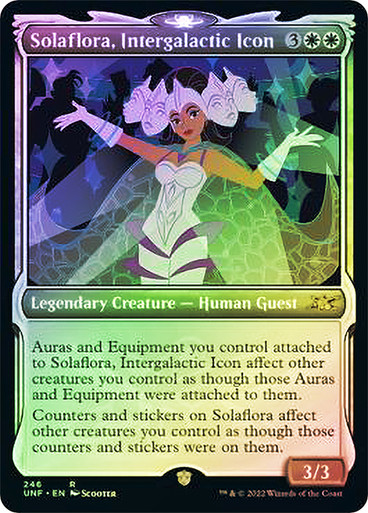 Solaflora, Intergalactic Icon 3
Legendary Creature — Human Guest
Auras and Equipment you control attached
to Solaflora, Intergalactic Icon affect other
creatures you control as though those Auras
and Equipment were attached to them.
Counters and stickers on Solaflora affect
other creatures you control as though those
counters and stickers were on them.
3/3
246 R
UNF • EN Scooter
™ & © 2022 Wizards of the Coast